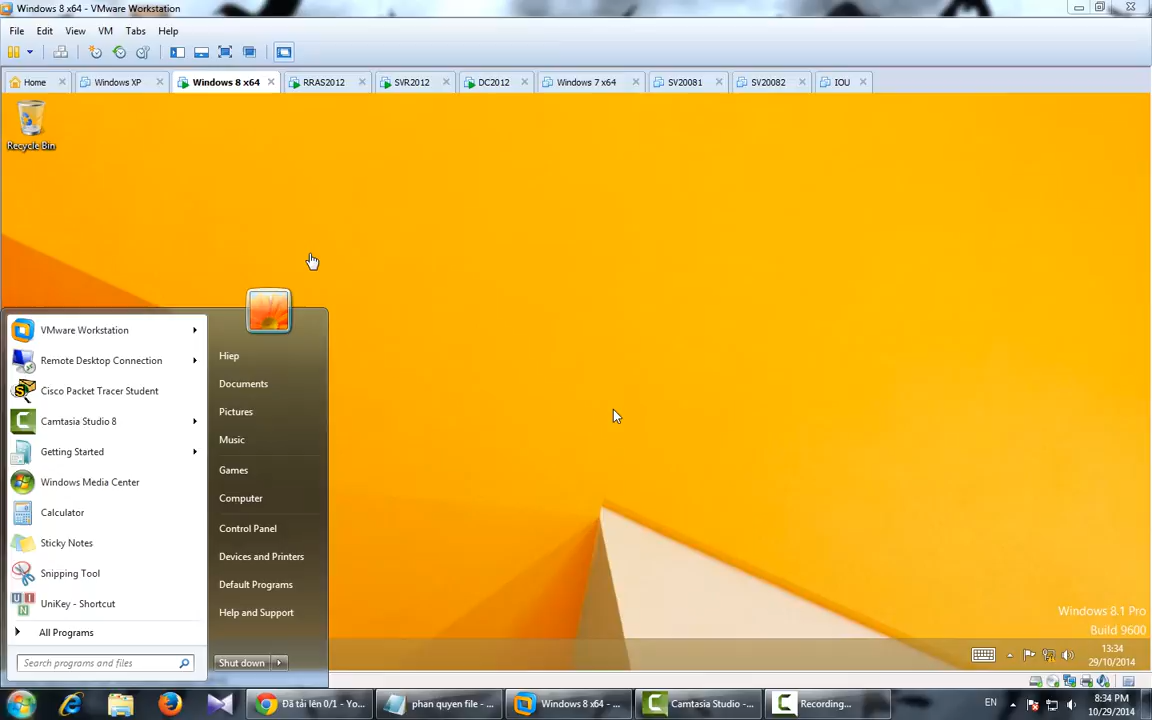 Windows 8 x64 - VMware Workstation
File Edit View VM Tabs Help
Home Windows XP Windows 8 x64 RRAS2012 SVR2012 DC2012 Windows 7 x64 SV20081 SV20082 IOU
Recycle Bin
VMware Workstation
Remote Desktop Connection
Cisco Packet Tracer Student
Camtasia Studio 8
Getting Started
Windows Media Center
Calculator
Sticky Notes
Snipping Tool
UniKey - Shortcut
All Programs
Search programs and files
Hiep
Documents
Pictures
Music
Games
Computer
Control Panel
Devices and Printers
Default Programs
Help and Support
Shut down
Windows 8.1 Pro
Build 9600
13:34
29/10/2014
Đã tải lên 0/1 - Yo... phan quyen file - ... Windows 8 x64 - ... Camtasia Studio -... Recording... EN 8:34 PM
10/29/2014